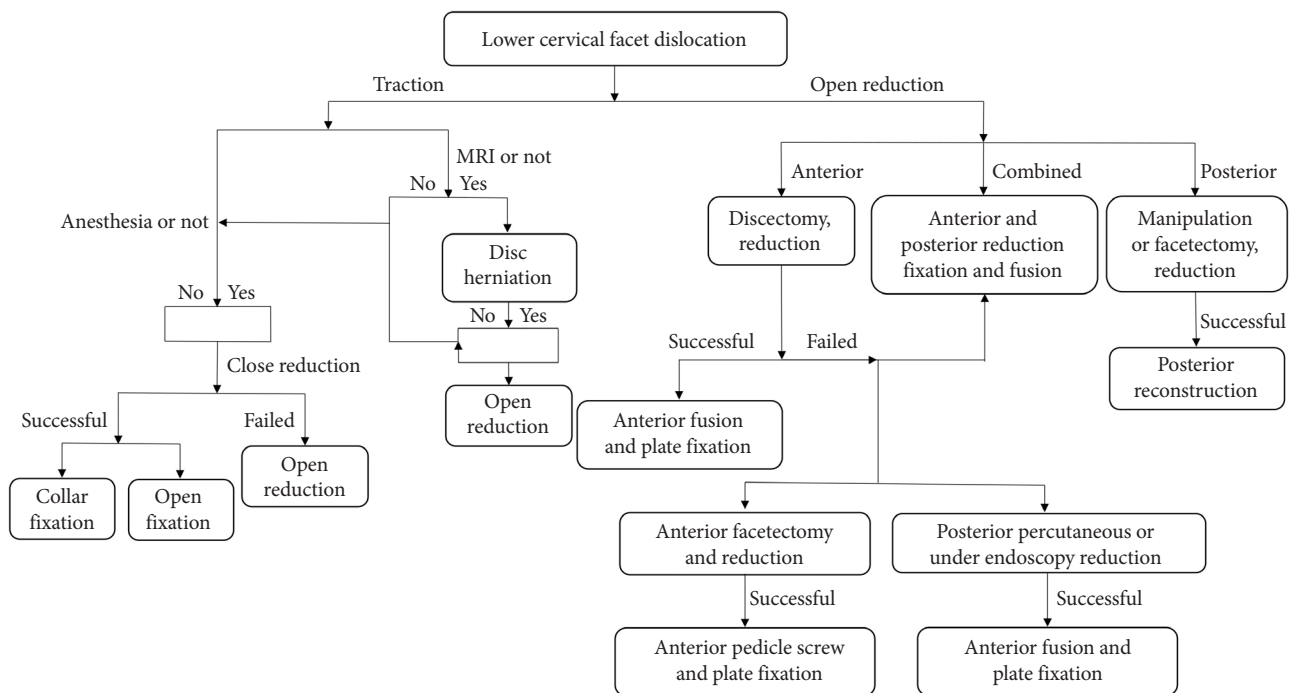 Lower cervical facet dislocation
Traction
Open reduction
MRI or not
No
Yes
Anesthesia or not
Disc
herniation
No
Yes
No
Yes
Close reduction
Open
reduction
Successful
Failed
Collar
fixation
Open
fixation
Open
reduction
Anterior
Combined
Posterior
Discectomy,
reduction
Anterior and
posterior reduction
fixation and fusion
Manipulation
or facetectomy,
reduction
Successful
Failed
Successful
Posterior
reconstruction
Anterior fusion
and plate fixation
Anterior facetectomy
and reduction
Posterior percutaneous or
under endoscopy reduction
Successful
Successful
Anterior pedicle screw
and plate fixation
Anterior fusion and
plate fixation